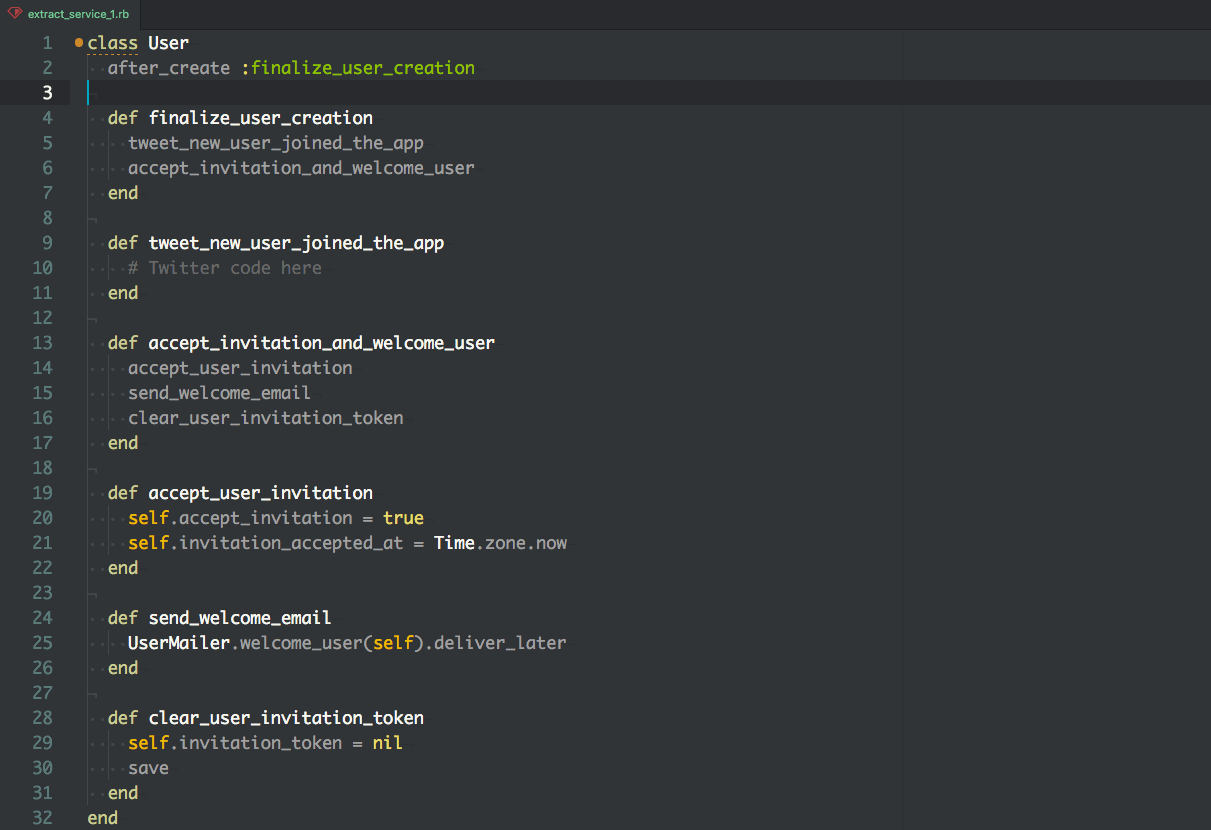 extract_service_1.rb
1 class User
2 after_create :finalize_user_creation
3
4 def finalize_user_creation
5 tweet_new_user_joined_the_app
6 accept_invitation_and_welcome_user
7 end
8
9 def tweet_new_user_joined_the_app
10 # Twitter code here
11 end
12
13 def accept_invitation_and_welcome_user
14 accept_user_invitation
15 send_welcome_email
16 clear_user_invitation_token
17 end
18
19 def accept_user_invitation
20 self.accept_invitation = true
21 self.invitation_accepted_at = Time.zone.now
22 end
23
24 def send_welcome_email
25 UserMailer.welcome_user(self).deliver_later
26 end
27
28 def clear_user_invitation_token
29 self.invitation_token = nil
30 save
31 end
32 end